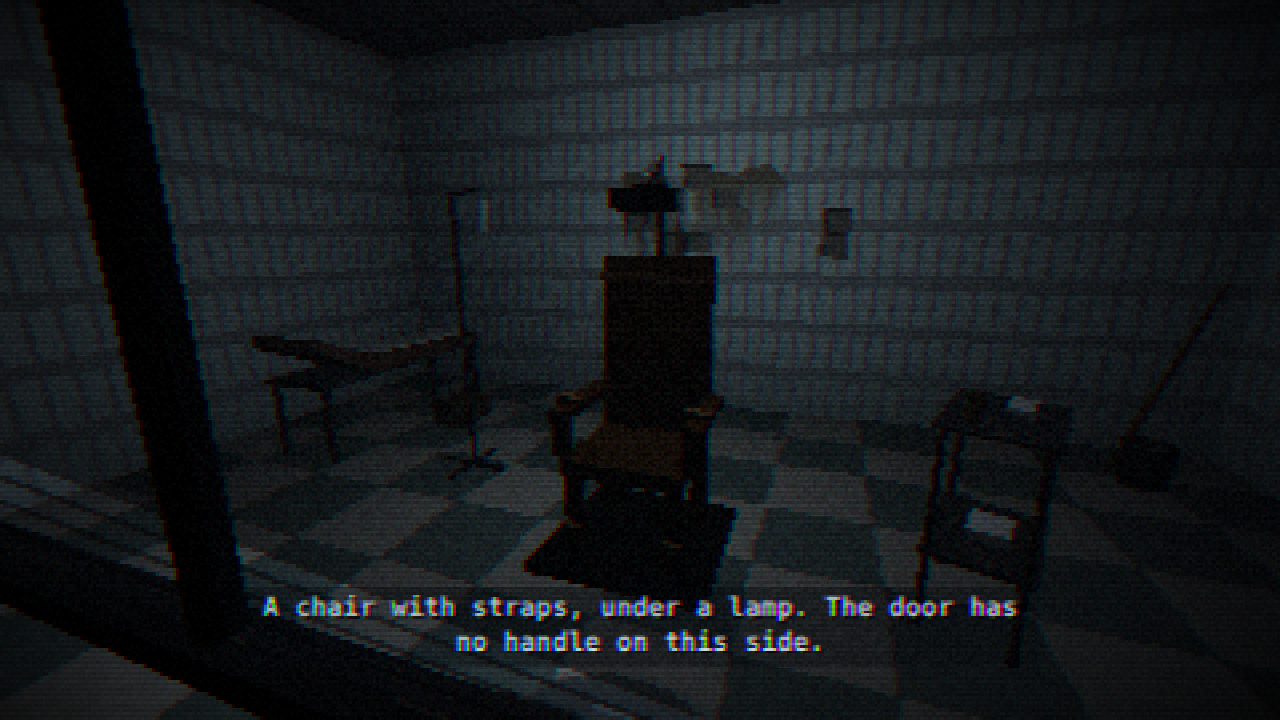 A chair with straps, under a lamp. The door has
no handle on this side.